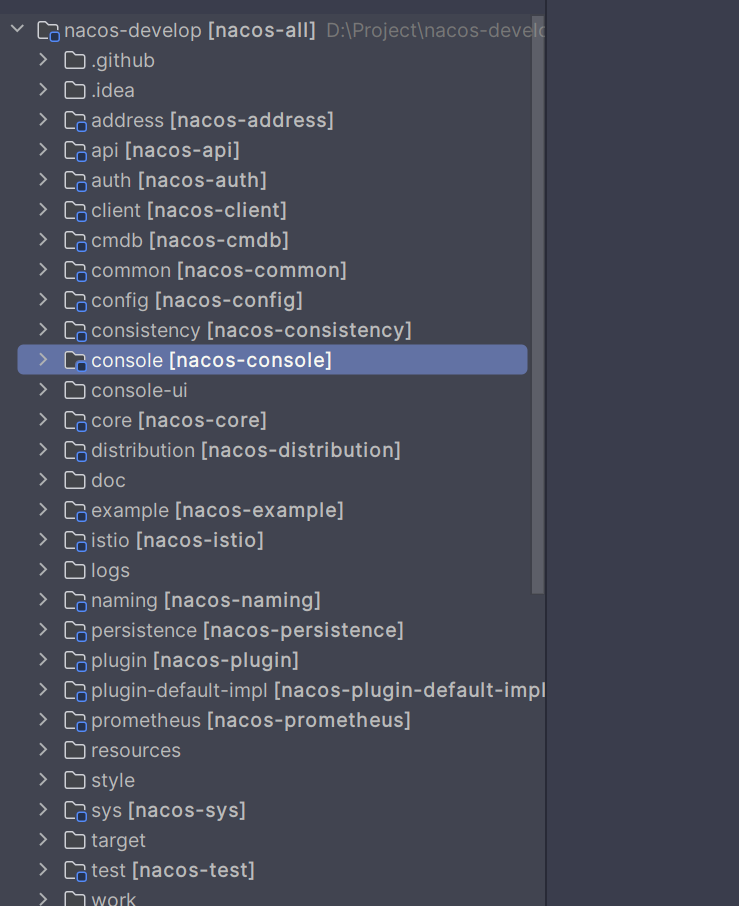 nacos-develop [nacos-all] D:\Project\nacos-develo
.github
.idea
address [nacos-address]
api [nacos-api]
auth [nacos-auth]
client [nacos-client]
cmdb [nacos-cmdb]
common [nacos-common]
config [nacos-config]
consistency [nacos-consistency]
console [nacos-console]
console-ui
core [nacos-core]
distribution [nacos-distribution]
doc
example [nacos-example]
istio [nacos-istio]
logs
naming [nacos-naming]
persistence [nacos-persistence]
plugin [nacos-plugin]
plugin-default-impl [nacos-plugin-default-impl
prometheus [nacos-prometheus]
resources
style
sys [nacos-sys]
target
test [nacos-test]
work